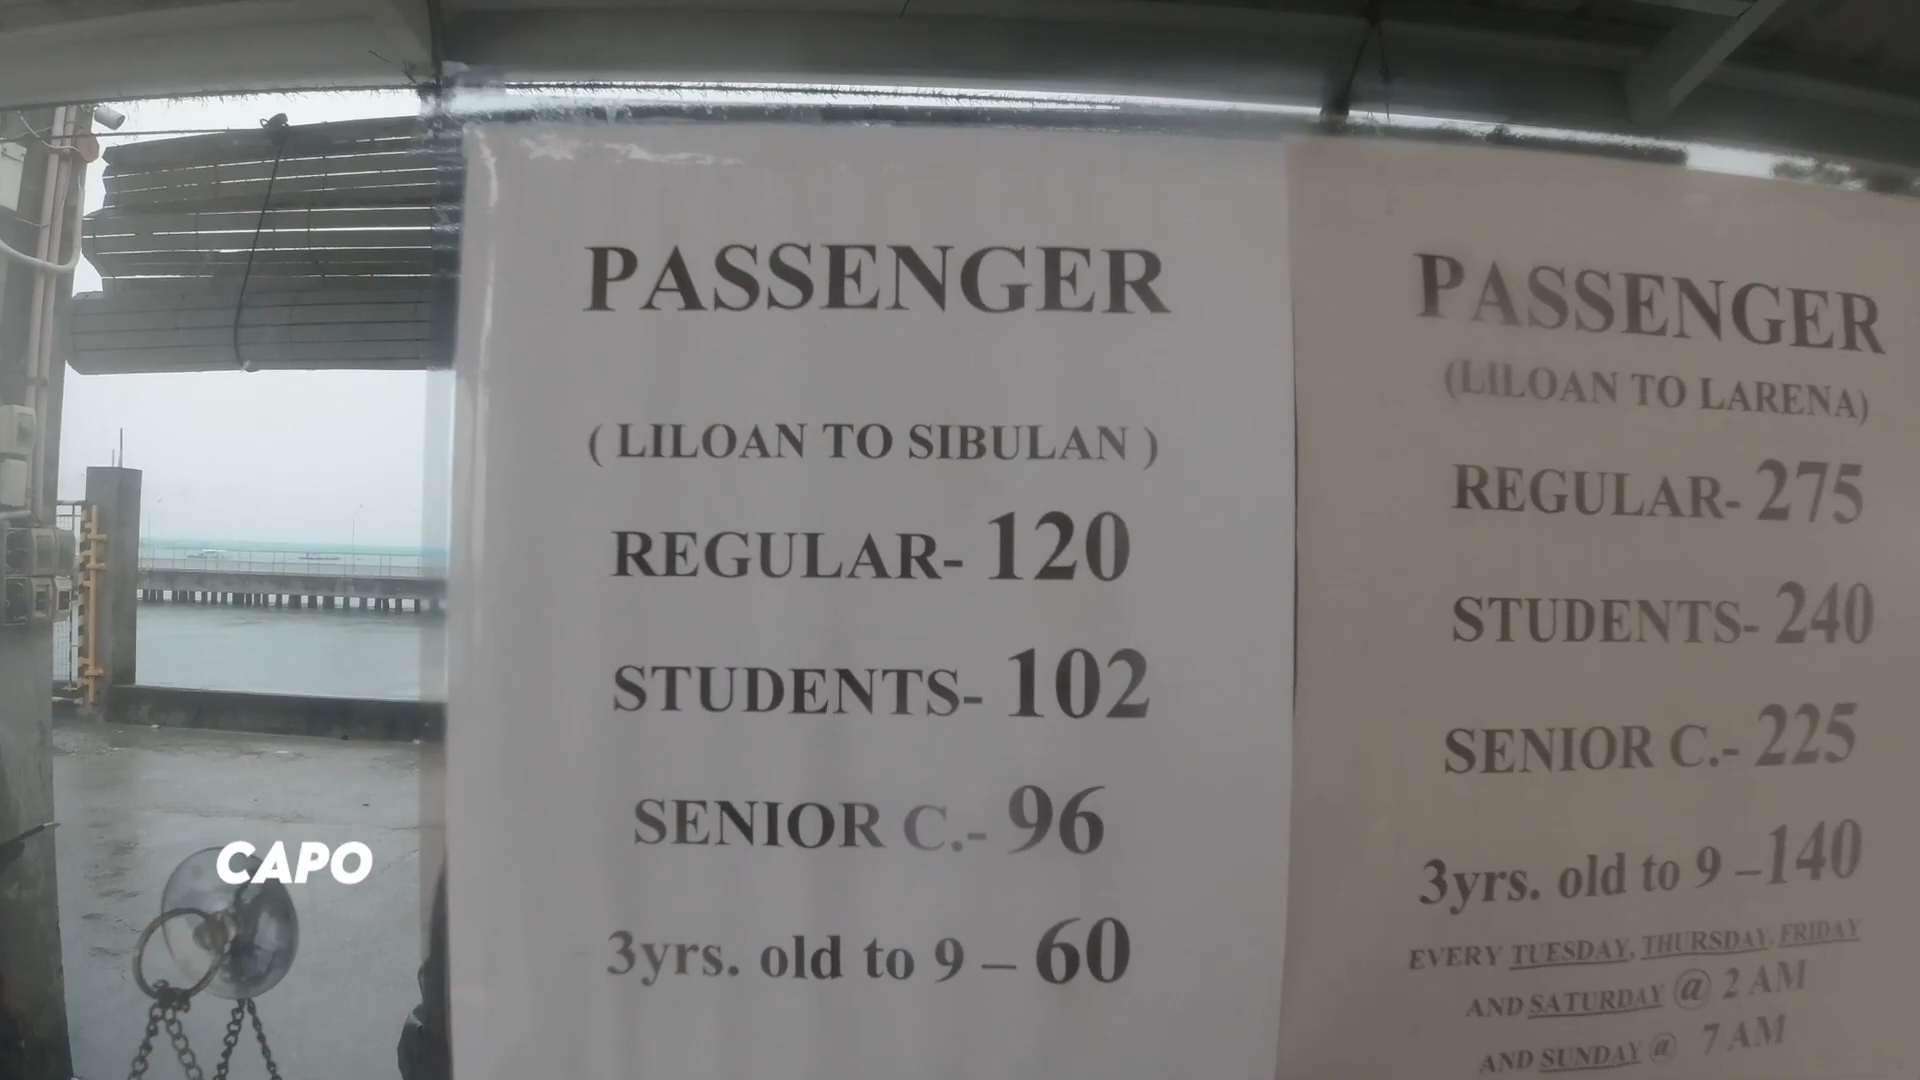 PASSENGER
( LILOAN TO SIBULAN )
REGULAR- 120
STUDENTS- 102
SENIOR C.- 96
3yrs. old to 9 – 60
PASSENGER
(LILOAN TO LARENA)
REGULAR- 275
STUDENTS- 240
SENIOR C.- 225
3yrs. old to 9 –140
EVERY TUESDAY, THURSDAY, FRIDAY
AND SATURDAY @ 2 AM
AND SUNDAY @ 7 AM
CAPO